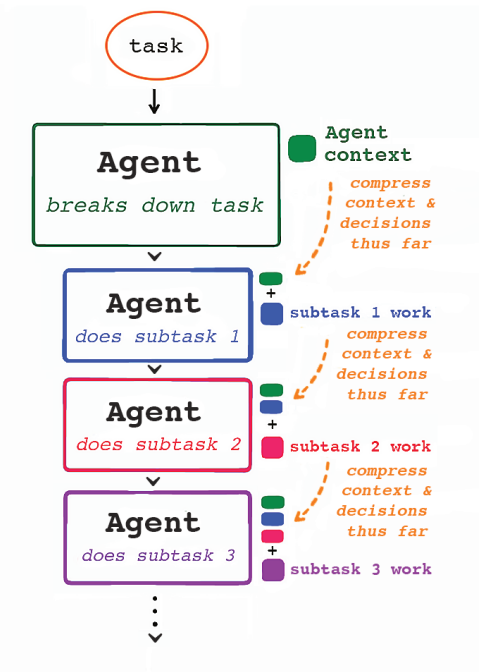 task
Agent
breaks down task
Agent
context
compress
context &
decisions
thus far
Agent
does subtask 1
+
subtask 1 work
compress
context &
decisions
thus far
Agent
does subtask 2
+
subtask 2 work
compress
context &
decisions
thus far
Agent
does subtask 3
+
subtask 3 work